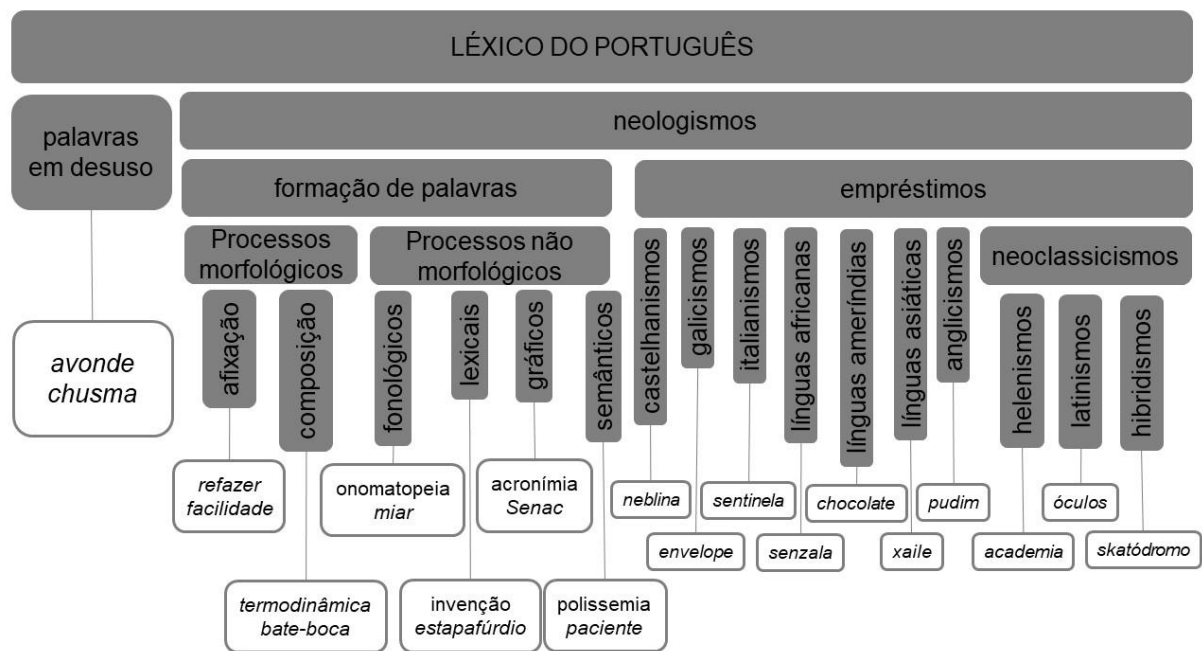 LÉXICO DO PORTUGUÊS
palavras
em desuso
neologismos
formação de palavras
empréstimos
Processos
morfológicos
Processos não
morfológicos
castelhanismos
galicismos
italianismos
línguas africanas
línguas ameríndias
línguas asiáticas
anglicismos
neoclassicismos
afixação
composição
fonológicos
lexicais
gráficos
semânticos
helenismos
latinismos
hibridismos
avonde
chusma
refazer
facilidade
onomatopeia
miar
acronímia
Senac
neblina
sentinela
chocolate
pudim
óculos
envelope
senzala
xaile
academia
skatódromo
termodinâmica
bate-boca
invenção
estapafúrdio
polissemia
paciente